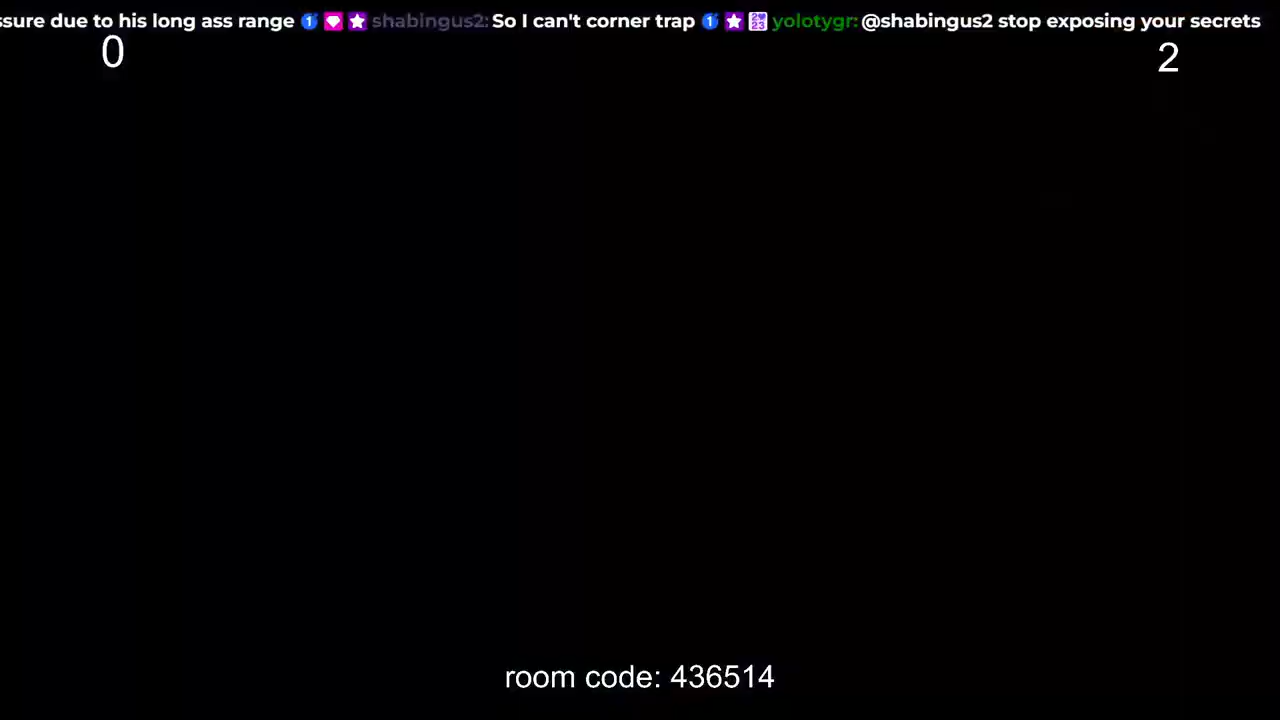 ssure due to his long ass range shabingus2: So I can't corner trap yolotygr: @shabingus2 stop exposing your secrets
0
2
room code: 436514